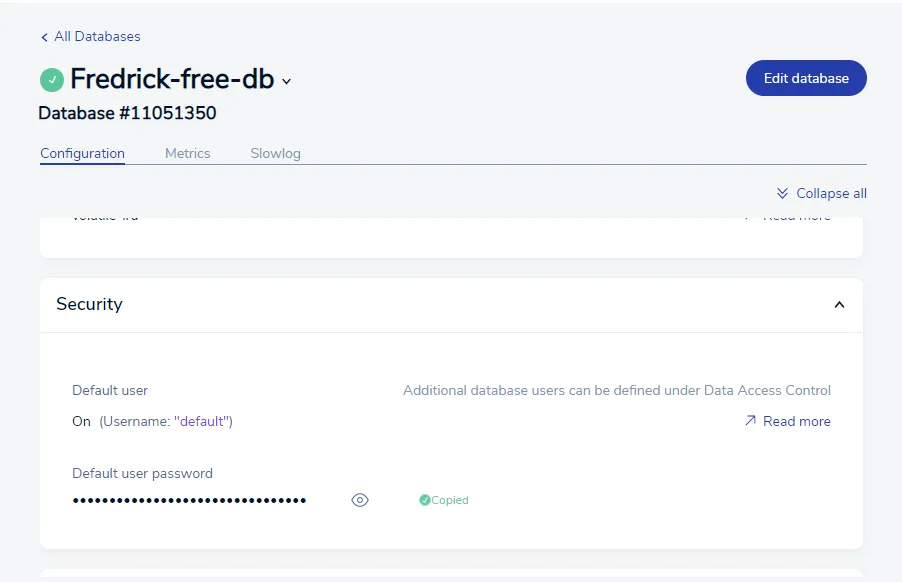 All Databases
Fredrick-free-db
Edit database
Database #11051350
Configuration Metrics Slowlog
Collapse all
Read more
Security
Default user
Additional database users can be defined under Data Access Control
On (Username: "default")
Read more
Default user password
••••••••••••••••••••••••••••••••
Copied